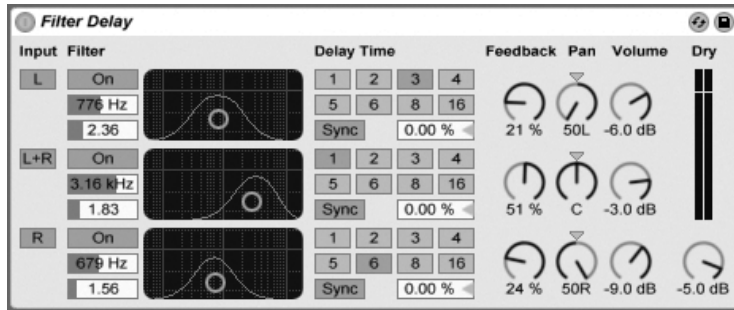 Filter Delay
Input Filter Delay Time Feedback Pan Volume Dry
L On 1 2 3 4
776 Hz 5 6 8 16
2.36 Sync 0.00 % 21 % 50L -6.0 dB
L+R On 1 2 3 4
3.16 kHz 5 6 8 16
1.83 Sync 0.00 % 51 % C -3.0 dB
R On 1 2 3 4
679 Hz 5 6 8 16
1.56 Sync 0.00 % 24 % 50R -9.0 dB -5.0 dB